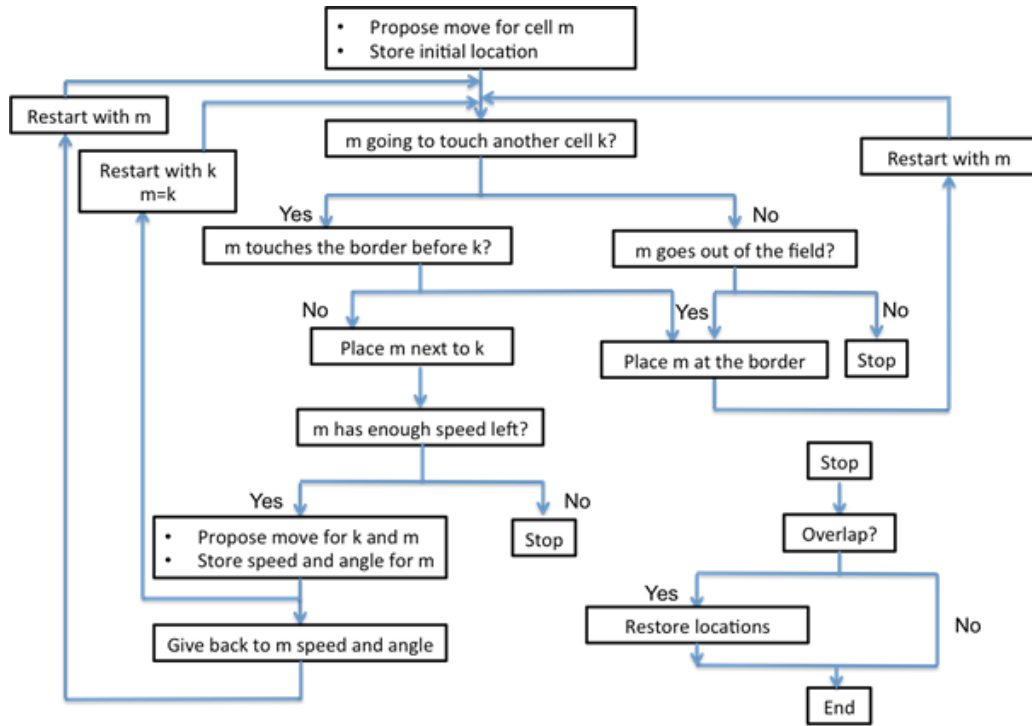 • Propose move for cell m
• Store initial location
Restart with m
m going to touch another cell k?
Restart with k
m=k
Restart with m
Yes
No
m touches the border before k?
m goes out of the field?
No
Yes
No
Place m next to k
Place m at the border
Stop
m has enough speed left?
Stop
Yes
No
• Propose move for k and m
• Store speed and angle for m
Stop
Overlap?
Yes
Restore locations
No
Give back to m speed and angle
End